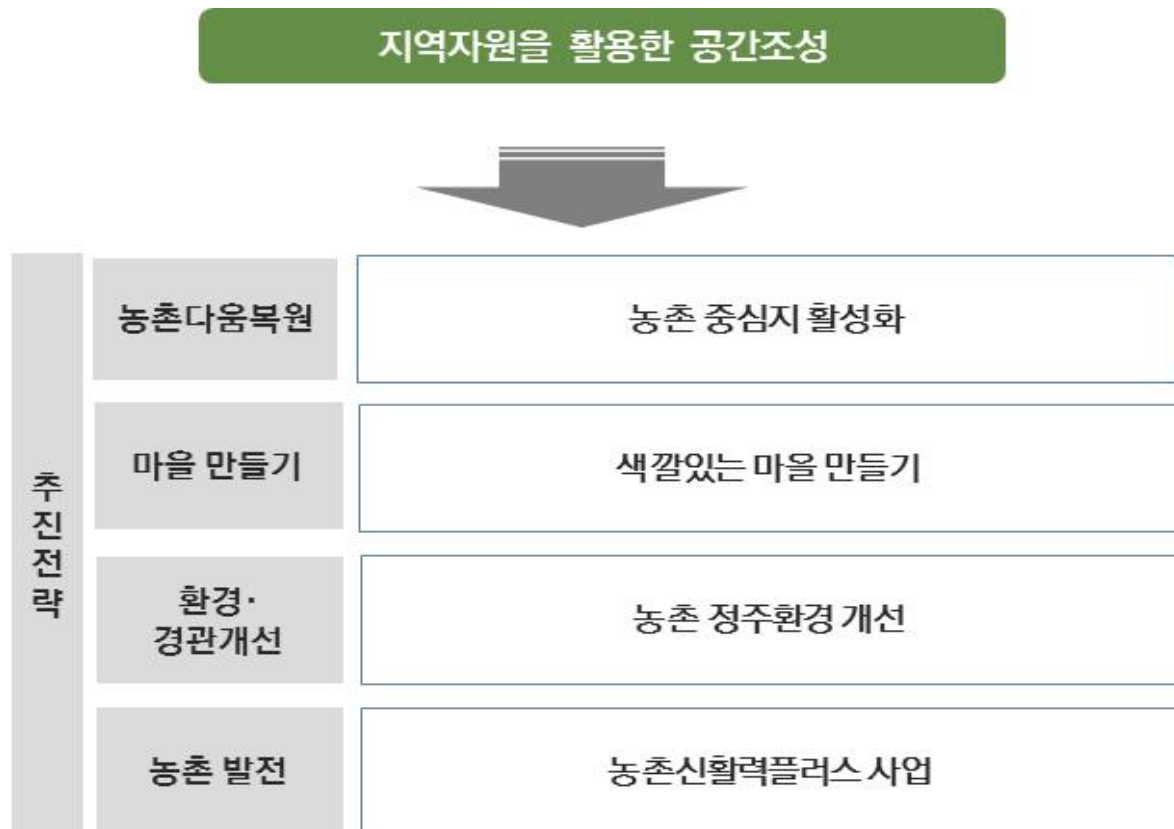 지역자원을 활용한 공간조성
추진전략
농촌다움복원
농촌 중심지 활성화
마을 만들기
색깔있는 마을 만들기
환경·
경관개선
농촌 정주환경 개선
농촌 발전
농촌신활력플러스 사업